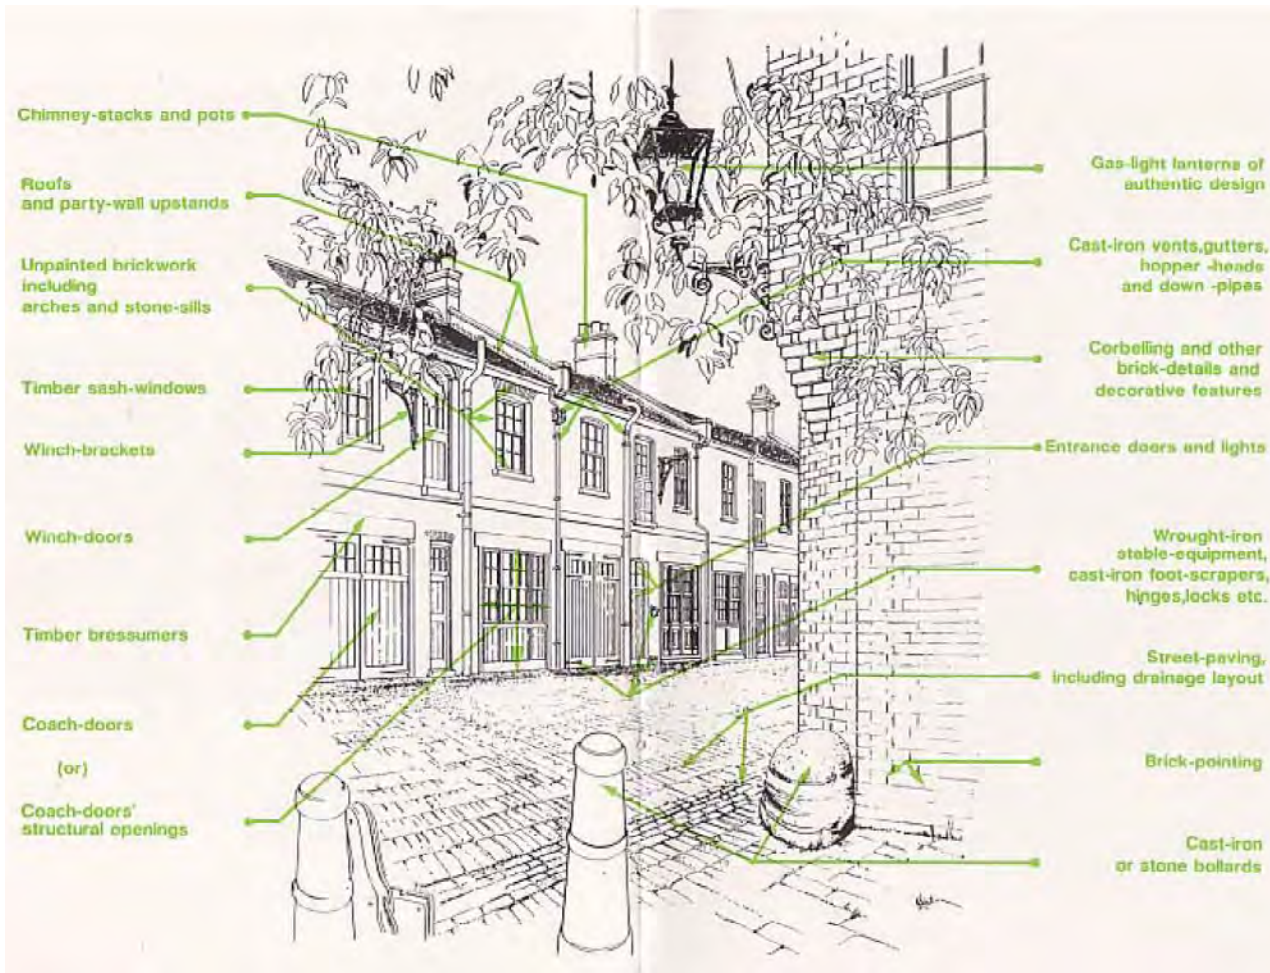 Chimney-stacks and pots
Roofs
and party-wall upstands
Unpainted brickwork
including
arches and stone-sills
Timber sash-windows
Winch-brackets
Winch-doors
Timber bressumers
Coach-doors
(or)
Coach-doors'
structural openings
Gas-light lanterns of
authentic design
Cast-iron vents,gutters,
hopper -heads
and down -pipes
Corbelling and other
brick-details and
decorative features
Entrance doors and lights
Wrought-iron
stable-equipment,
cast-iron foot-scrapers,
hinges,locks etc.
Street-paving,
including drainage layout
Brick-pointing
Cast-iron
or stone bollards